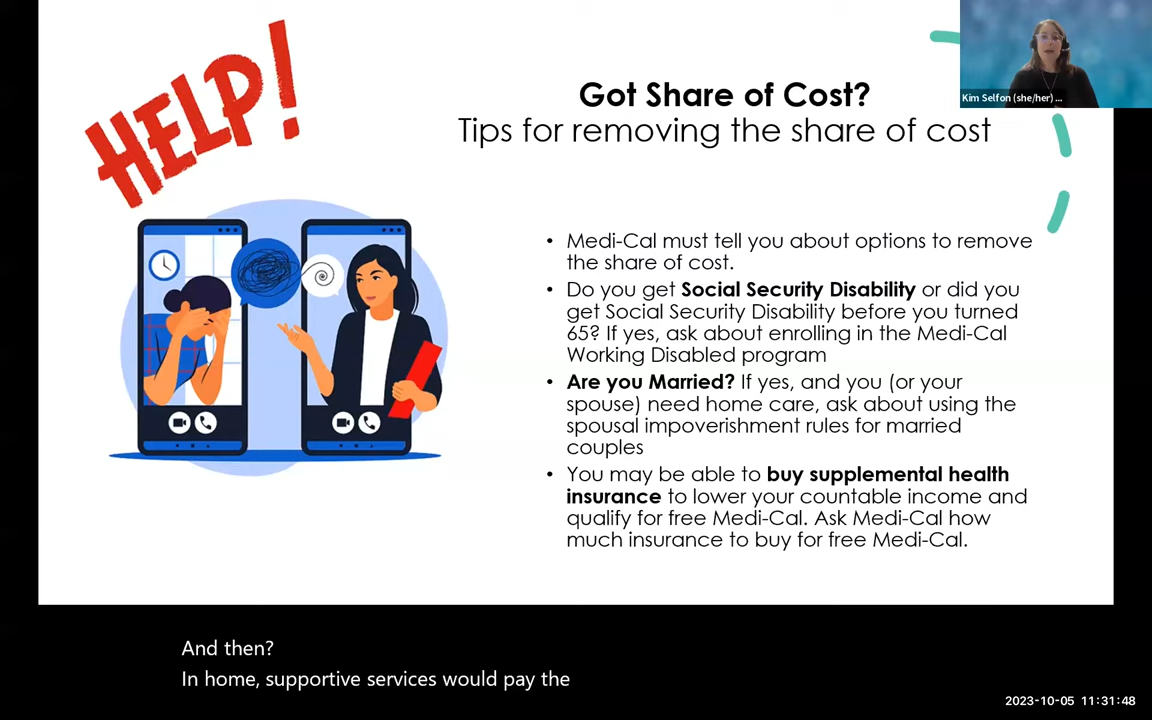 HELP!
Got Share of Cost?
Tips for removing the share of cost
Kim Selfon (she/her) ...
• Medi-Cal must tell you about options to remove
the share of cost.
• Do you get Social Security Disability or did you
get Social Security Disability before you turned
65? If yes, ask about enrolling in the Medi-Cal
Working Disabled program
• Are you Married? If yes, and you (or your
spouse) need home care, ask about using the
spousal impoverishment rules for married
couples
• You may be able to buy supplemental health
insurance to lower your countable income and
qualify for free Medi-Cal. Ask Medi-Cal how
much insurance to buy for free Medi-Cal.
And then?
In home, supportive services would pay the
2023-10-05 11:31:48